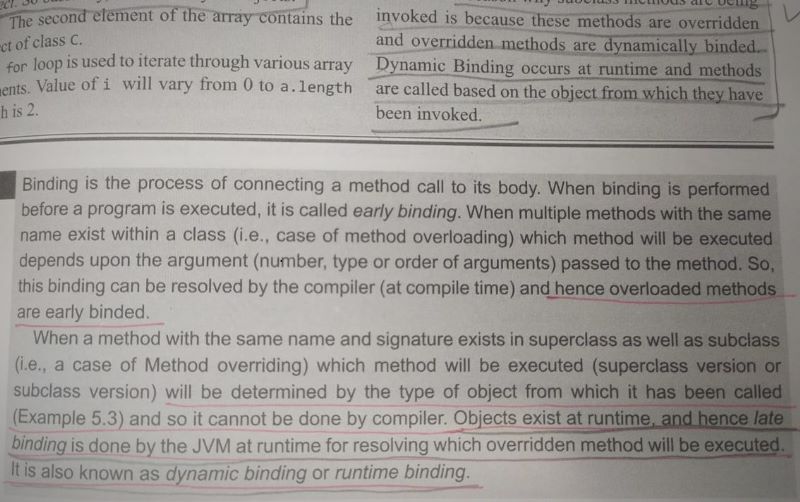 The second element of the array contains the
ct of class C.
for loop is used to iterate through various array
ents. Value of i will vary from 0 to a.length
h is 2.
invoked is because these methods are overridden
and overridden methods are dynamically binded.
Dynamic Binding occurs at runtime and methods
are called based on the object from which they have
been invoked.
Binding is the process of connecting a method call to its body. When binding is performed
before a program is executed, it is called early binding. When multiple methods with the same
name exist within a class (i.e., case of method overloading) which method will be executed
depends upon the argument (number, type or order of arguments) passed to the method. So,
this binding can be resolved by the compiler (at compile time) and hence overloaded methods
are early binded.
When a method with the same name and signature exists in superclass as well as subclass
(i.e., a case of Method overriding) which method will be executed (superclass version or
subclass version) will be determined by the type of object from which it has been called
(Example 5.3) and so it cannot be done by compiler. Objects exist at runtime, and hence late
binding is done by the JVM at runtime for resolving which overridden method will be executed.
It is also known as dynamic binding or runtime binding.